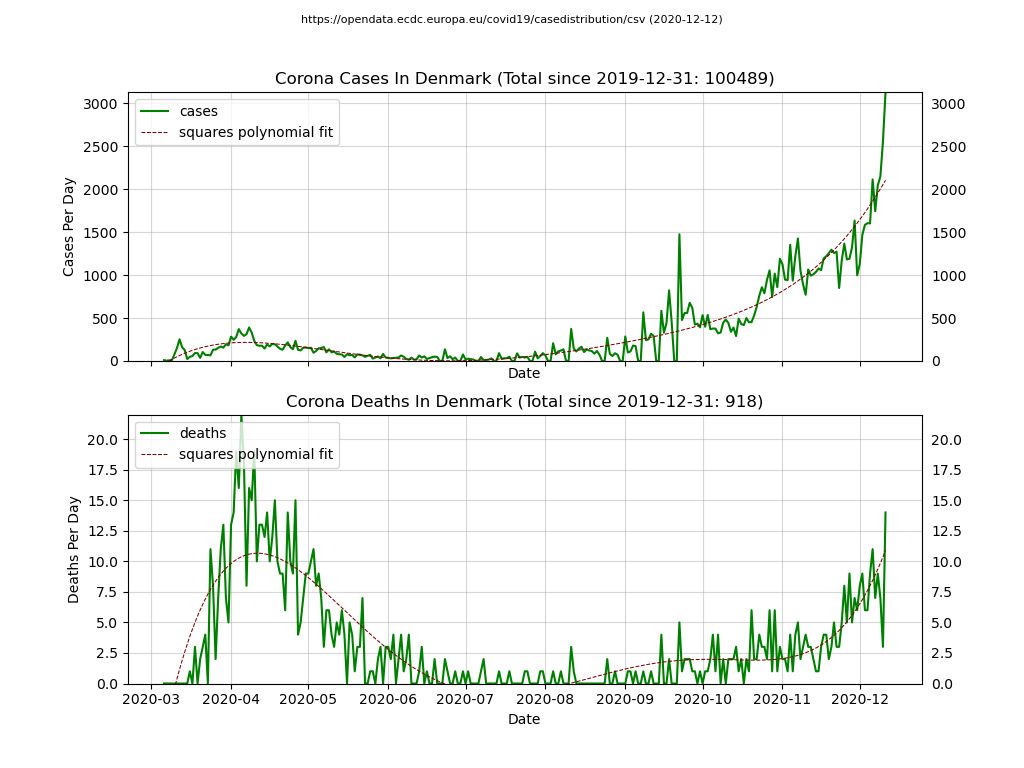 https://opendata.ecdc.europa.eu/covid19/casedistribution/csv (2020-12-12)
Corona Cases In Denmark (Total since 2019-12-31: 100489)
cases
squares polynomial fit
Cases Per Day
3000
2500
2000
1500
1000
500
0
3000
2500
2000
1500
1000
500
0
Date
Corona Deaths In Denmark (Total since 2019-12-31: 918)
deaths
squares polynomial fit
Deaths Per Day
20.0
17.5
15.0
12.5
10.0
7.5
5.0
2.5
0.0
20.0
17.5
15.0
12.5
10.0
7.5
5.0
2.5
0.0
2020-03 2020-04 2020-05 2020-06 2020-07 2020-08 2020-09 2020-10 2020-11 2020-12
Date